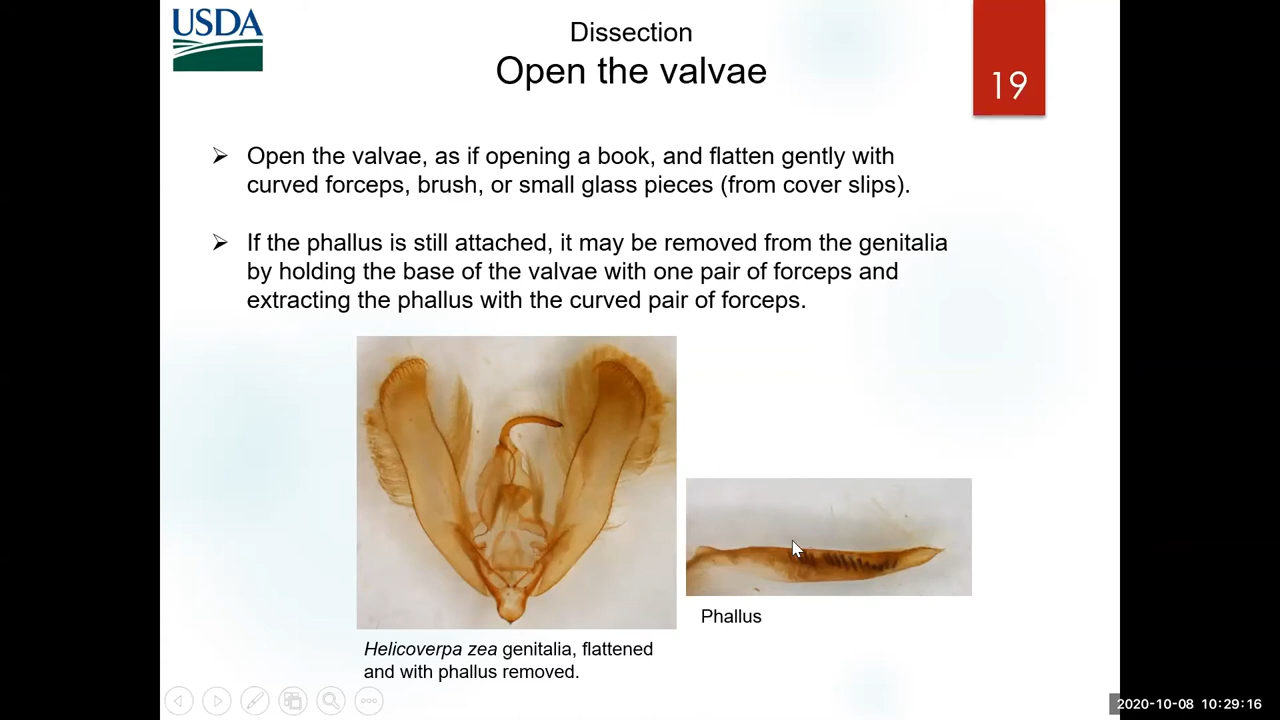 USDA
Dissection
Open the valvae
19
➢ Open the valvae, as if opening a book, and flatten gently with
curved forceps, brush, or small glass pieces (from cover slips).
➢ If the phallus is still attached, it may be removed from the genitalia
by holding the base of the valvae with one pair of forceps and
extracting the phallus with the curved pair of forceps.
Phallus
Helicoverpa zea genitalia, flattened
and with phallus removed.
2020-10-08 10:29:16